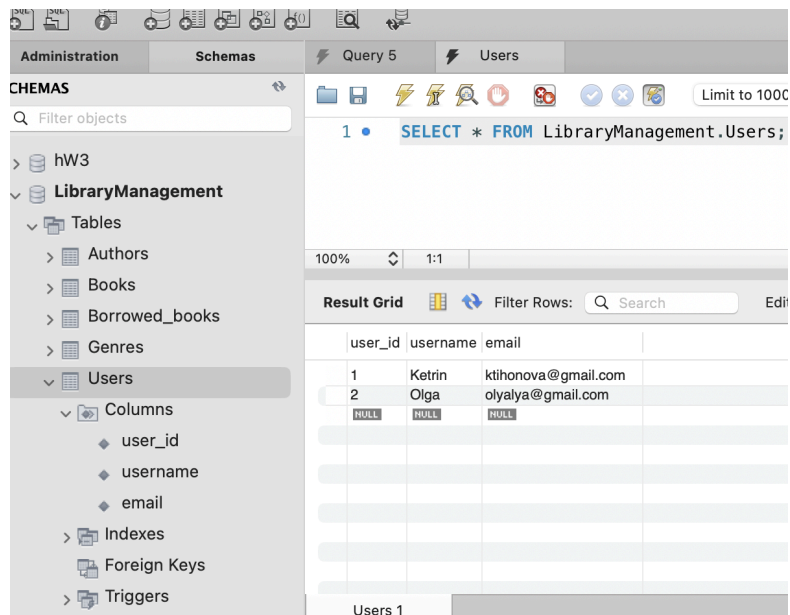 Administration
Schemas
Query 5
Users
CHEMAS
Filter objects
hW3
LibraryManagement
Tables
Authors
Books
Borrowed_books
Genres
Users
Columns
user_id
username
email
Indexes
Foreign Keys
Triggers
Limit to 1000
1 SELECT * FROM LibraryManagement.Users;
100% 1:1
Result Grid Filter Rows: Search Edi
user_id username email
1 Ketrin ktihonova@gmail.com
2 Olga olyalya@gmail.com
NULL NULL NULL
Users 1